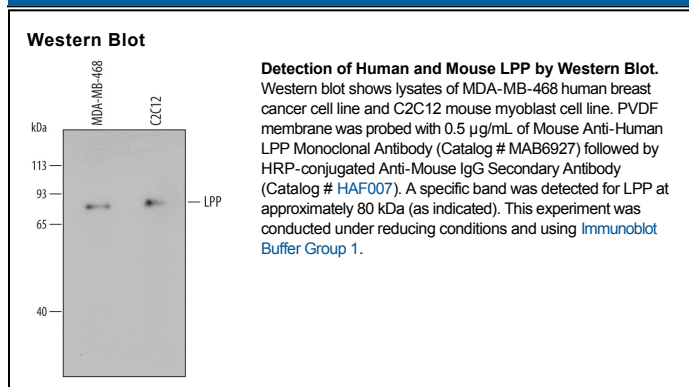 Western Blot
MDA-MB-468
C2C12
kDa
113
93
65
40
LPP
Detection of Human and Mouse LPP by Western Blot.
Western blot shows lysates of MDA-MB-468 human breast
cancer cell line and C2C12 mouse myoblast cell line. PVDF
membrane was probed with 0.5 µg/mL of Mouse Anti-Human
LPP Monoclonal Antibody (Catalog # MAB6927) followed by
HRP-conjugated Anti-Mouse IgG Secondary Antibody
(Catalog # HAF007). A specific band was detected for LPP at
approximately 80 kDa (as indicated). This experiment was
conducted under reducing conditions and using Immunoblot
Buffer Group 1.